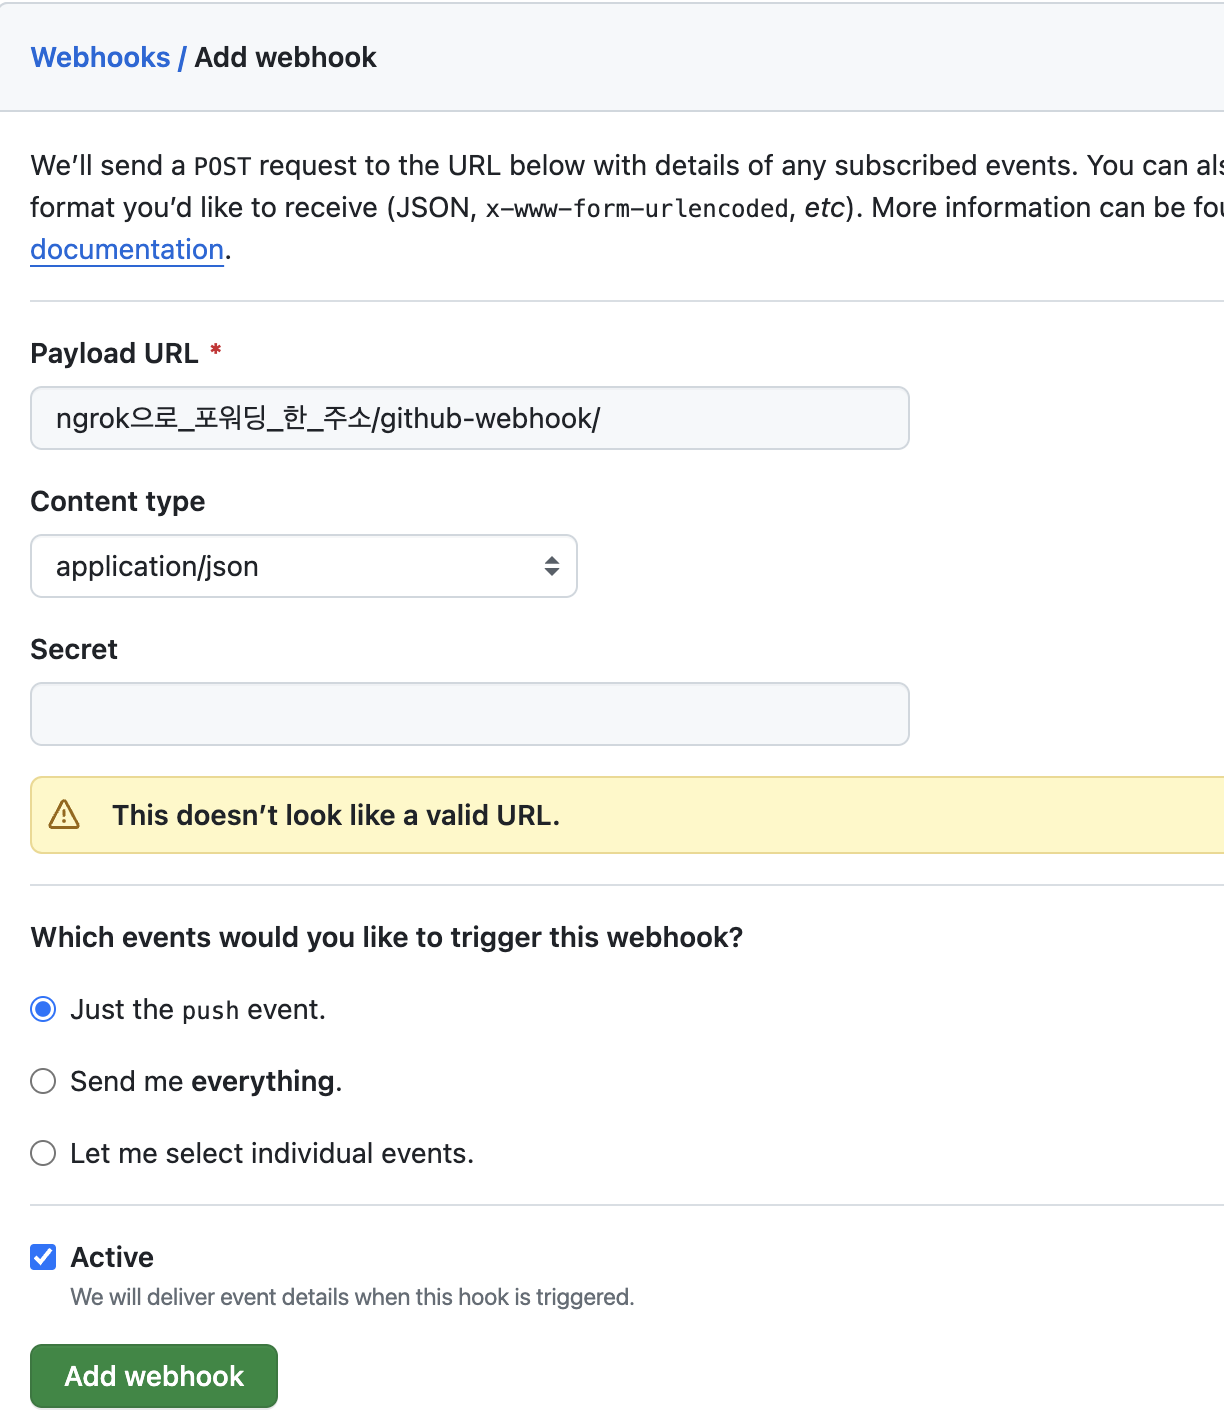 Webhooks / Add webhook
We’ll send a POST request to the URL below with details of any subscribed events. You can
format you’d like to receive (JSON, x-www-form-urlencoded, etc). More information can be
documentation.
Payload URL *
ngrok으로_포워딩_한_주소/github-webhook/
Content type
application/json
Secret
This doesn’t look like a valid URL.
Which events would you like to trigger this webhook?
Just the push event.
Send me everything.
Let me select individual events.
Active
We will deliver event details when this hook is triggered.
Add webhook